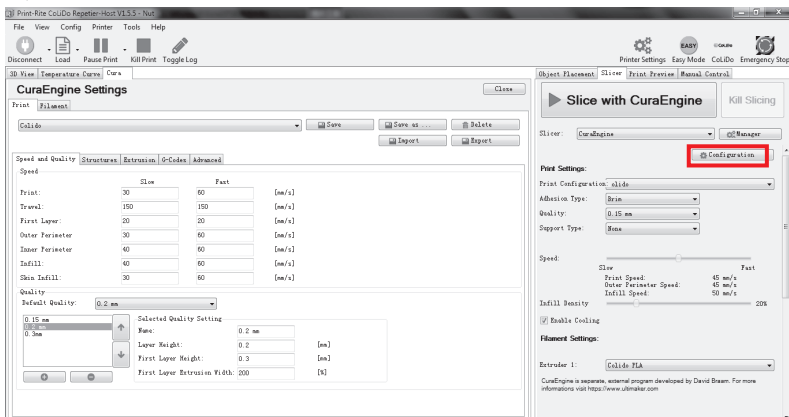 Print-Rite CoLiDo Repetier-Host V1.5.5 - Nut
File View Config Printer Tools Help
Disconnect Load Pause Print Kill Print Toggle Log
Printer Settings Easy Mode CoLiDo Emergency Stop
EASY
3D View Temperature Curve Cura
Object Placement Slicer Print Preview Manual Control
CuraEngine Settings
Close
Print Filament
Colido
Save
Save as ...
Delete
Import
Export
Speed and Quality Structures Extrusion G-Codes Advanced
Speed
Slow Fast
Print: 30 60 [mm/s]
Travel: 150 150 [mm/s]
First Layer: 20 20 [mm/s]
Outer Perimeter 30 60 [mm/s]
Inner Perimeter 40 60 [mm/s]
Infill: 40 60 [mm/s]
Skin Infill: 30 60 [mm/s]
Quality
Default Quality: 0.2 mm
0.15 mm
0.2 mm
0.3mm
Selected Quality Setting
Name: 0.2 mm
Layer Height: 0.2 [mm]
First Layer Height: 0.3 [mm]
First Layer Extrusion Width: 200 [%]
Slice with CuraEngine
Kill Slicing
Slicer: CuraEngine
Manager
Configuration
Print Settings:
Print Configuration: olido
Adhesion Type: Brim
Quality: 0.15 mm
Support Type: None
Speed:
Slow Fast
Print Speed: 45 mm/s
Outer Perimeter Speed: 45 mm/s
Infill Speed: 50 mm/s
Infill Density 20%
Enable Cooling
Filament Settings:
Extruder 1: Colido PLA
CuraEngine is separate, external program developed by David Braam. For more
informations visit https://www.ultimaker.com